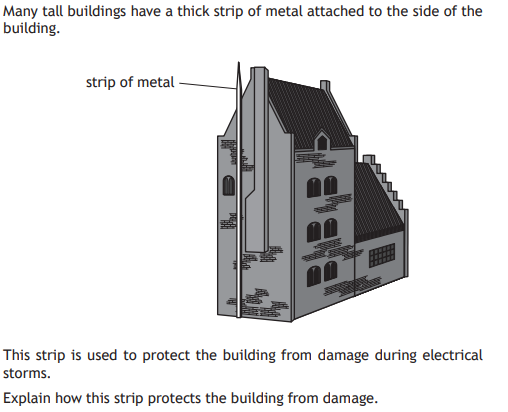 Many tall buildings have a thick strip of metal attached to the side of the
building.
strip of metal
This strip is used to protect the building from damage during electrical
storms.
Explain how this strip protects the building from damage.